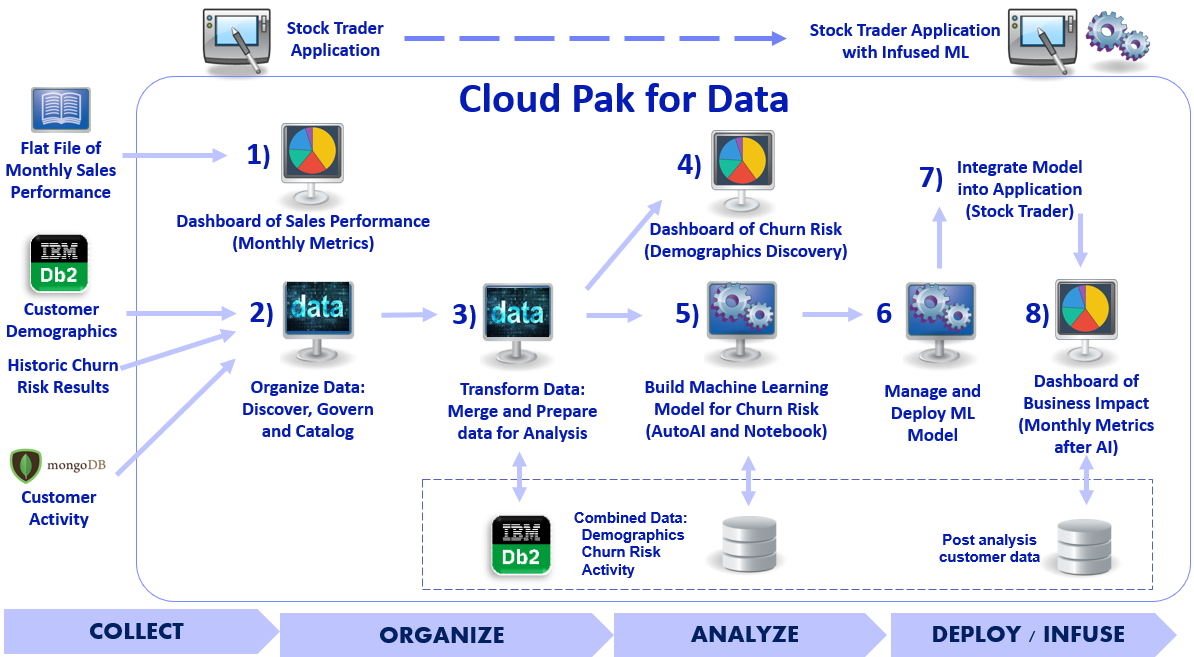 Stock Trader
Application
Stock Trader Application
with Infused ML
Cloud Pak for Data
Flat File of
Monthly Sales
Performance
1)
Dashboard of Sales Performance
(Monthly Metrics)
4)
Dashboard of Churn Risk
(Demographics Discovery)
7)
Integrate Model
into Application
(Stock Trader)
IBM
Db2
Customer
Demographics
Historic Churn
Risk Results
mongoDB
Customer
Activity
2)
data
Organize Data:
Discover, Govern
and Catalog
3)
data
Transform Data:
Merge and Prepare
data for Analysis
5)
Build Machine Learning
Model for Churn Risk
(AutoAI and Notebook)
6
Manage and
Deploy ML
Model
8)
Dashboard of
Business Impact
(Monthly Metrics
after AI)
IBM
Db2
Combined Data:
Demographics
Churn Risk
Activity
Post analysis
customer data
COLLECT
ORGANIZE
ANALYZE
DEPLOY / INFUSE